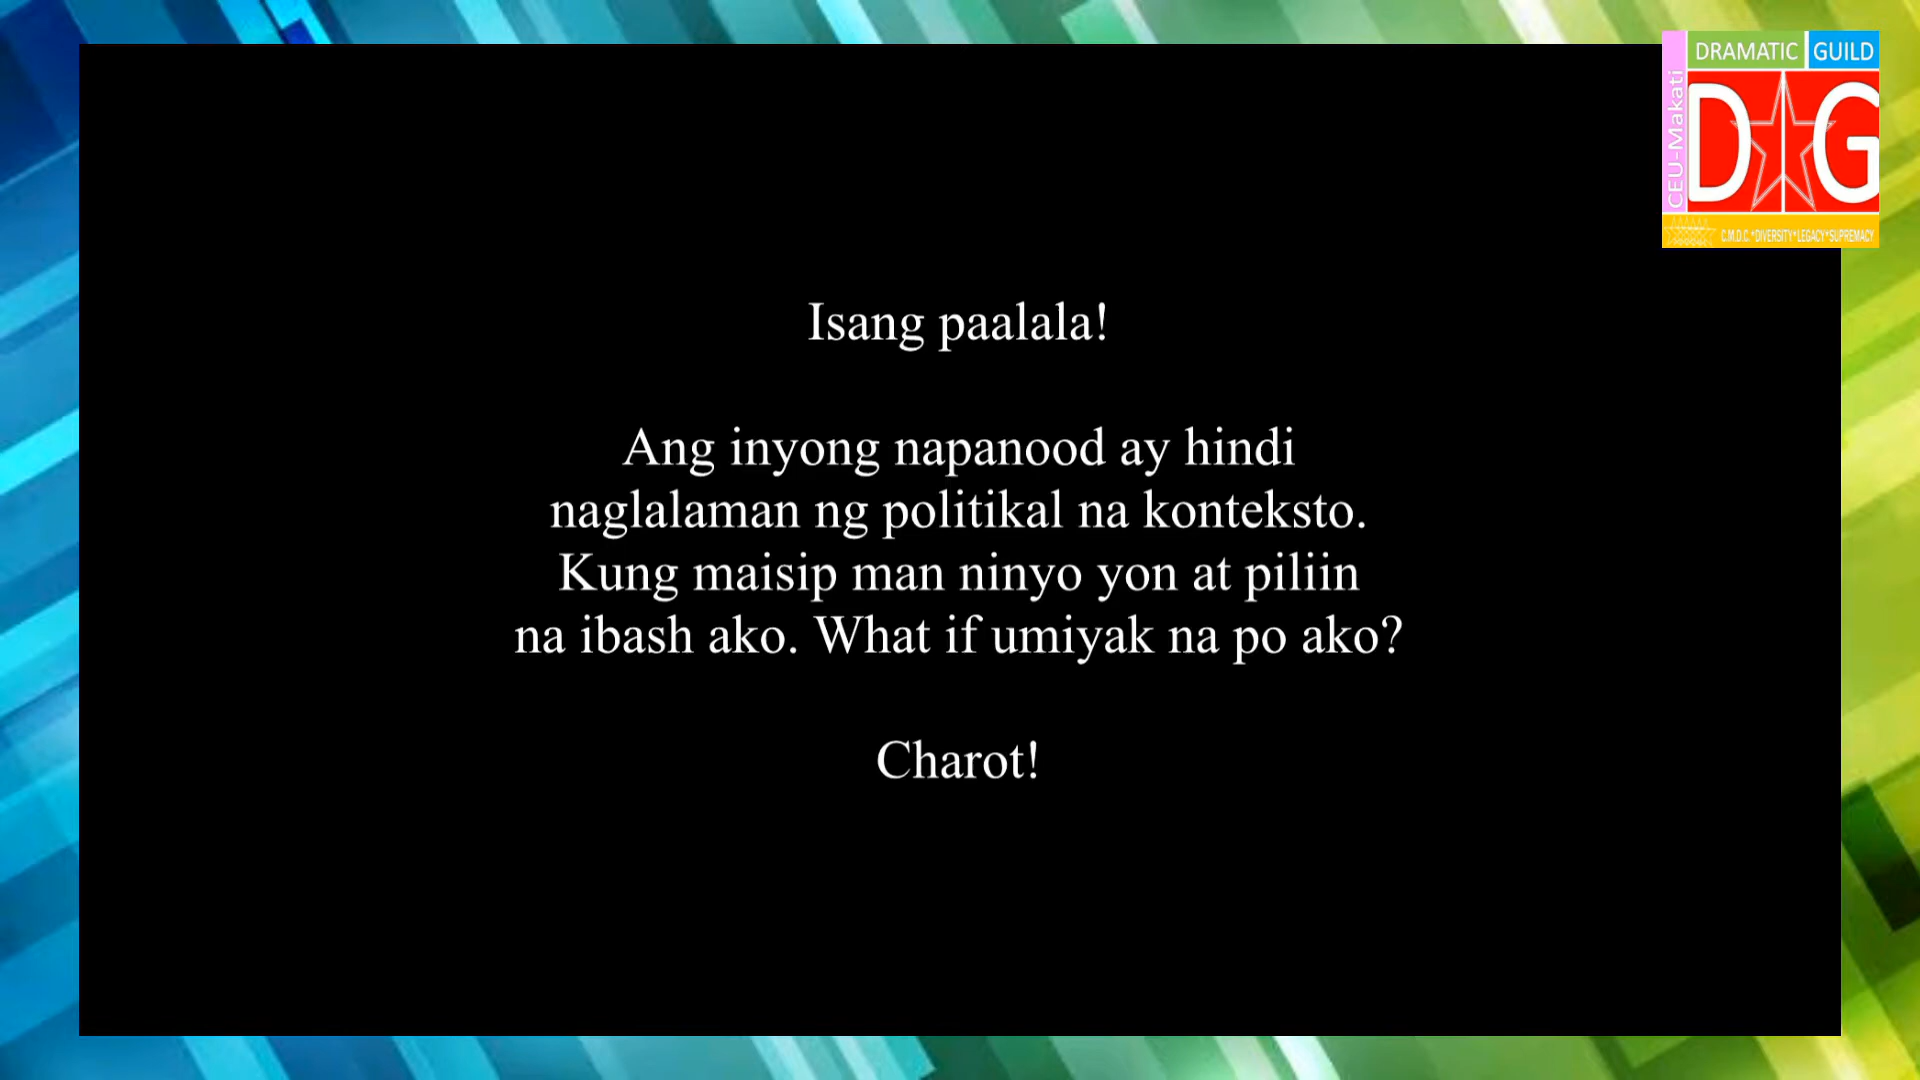 DRAMATIC GUILD
CEU-Makati
DG
C.M.D.C. *DIVERSITY*LEGACY*SUPREMACY
Isang paalala!
Ang inyong napanood ay hindi
naglalaman ng politikal na konteksto.
Kung maisip man ninyo yon at piliin
na ibash ako. What if umiyak na po ako?
Charot!